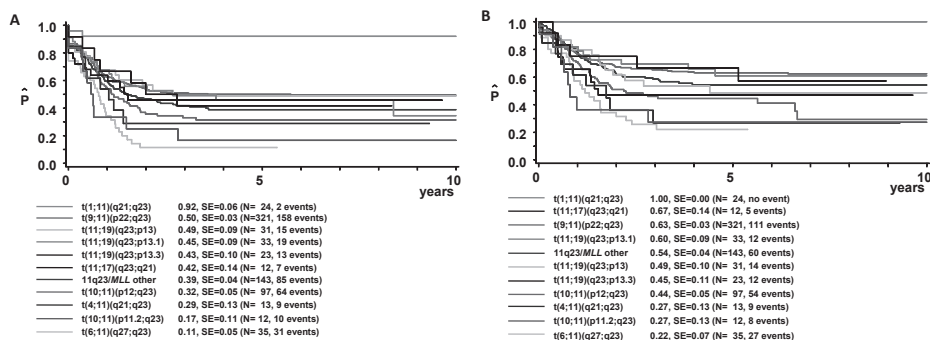 A
B
P̂
1.0
0.8
0.6
0.4
0.2
0.0
0
5
10
years
t(1;11)(q21;q23) 0.92, SE=0.06 (N= 24, 2 events)
t(9;11)(p22;q23) 0.50, SE=0.03 (N=321, 158 events)
t(11;19)(q23;p13) 0.49, SE=0.09 (N= 31, 15 events)
t(11;19)(q23;p13.1) 0.45, SE=0.09 (N= 33, 19 events)
t(11;19)(q23;p13.3) 0.43, SE=0.10 (N= 23, 13 events)
t(11;17)(q23;q21) 0.42, SE=0.14 (N= 12, 7 events)
11q23/MLL other 0.39, SE=0.04 (N=143, 85 events)
t(10;11)(p12;q23) 0.32, SE=0.05 (N= 97, 64 events)
t(4;11)(q21;q23) 0.29, SE=0.13 (N= 13, 9 events)
t(10;11)(p11.2;q23) 0.17, SE=0.11 (N= 12, 10 events)
t(6;11)(q27;q23) 0.11, SE=0.05 (N= 35, 31 events)
P̂
1.0
0.8
0.6
0.4
0.2
0.0
0
5
10
years
t(1;11)(q21;q23) 1.00, SE=0.00 (N= 24, no event)
t(11;17)(q23;q21) 0.67, SE=0.14 (N= 12, 5 events)
t(9;11)(p22;q23) 0.63, SE=0.03 (N=321, 111 events)
t(11;19)(q23;p13.1) 0.60, SE=0.09 (N= 33, 12 events)
11q23/MLL other 0.54, SE=0.04 (N=143, 60 events)
t(11;19)(q23;p13) 0.49, SE=0.10 (N= 31, 14 events)
t(11;19)(q23;p13.3) 0.45, SE=0.11 (N= 23, 12 events)
t(10;11)(p12;q23) 0.44, SE=0.05 (N= 97, 54 events)
t(4;11)(q21;q23) 0.27, SE=0.13 (N= 13, 9 events)
t(10;11)(p11.2;q23) 0.27, SE=0.13 (N= 12, 8 events)
t(6;11)(q27;q23) 0.22, SE=0.07 (N= 35, 27 events)